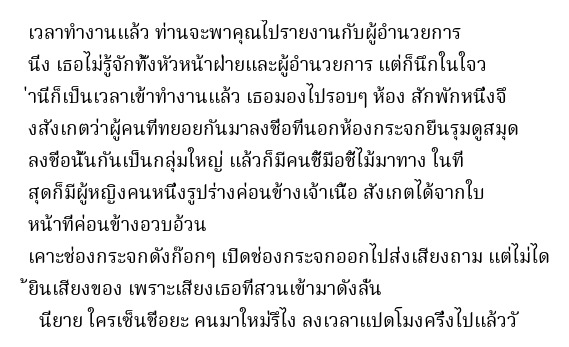 เวลาทำงานแล้ว ท่านจะพาคุณไปรายงานกับผู้อำนวยการ
นึง เธอไม่รู้จักทั้งหัวหน้าฝ่ายและผู้อำนวยการ แต่ก็นึกในใจว
่านี่ก็เป็นเวลาเข้าทำงานแล้ว เธอมองไปรอบๆ ห้อง สักพักหนึ่งจึ
งสังเกตว่าผู้คนที่ทยอยกันมาลงชื่อที่นอกห้องกระจกยืนรุมดูสมุด
ลงชื่อนั้นกันเป็นกลุ่มใหญ่ แล้วก็มีคนชี้มือชี้ไม้มาทาง ในที่
สุดก็มีผู้หญิงคนหนึ่งรูปร่างค่อนข้างเจ้าเนื้อ สังเกตได้จากใบ
หน้าที่ค่อนข้างอวบอ้วน
เคาะช่องกระจกดังก๊อกๆ เปิดช่องกระจกออกไปส่งเสียงถาม แต่ไม่ได
้ยินเสียงของ เพราะเสียงเธอที่สวนเข้ามาดังลั่น
นี่ยาย ใครเซ็นชื่อยะ คนมาใหม่รึไง ลงเวลาแปดโมงครึ่งไปแล้ววั